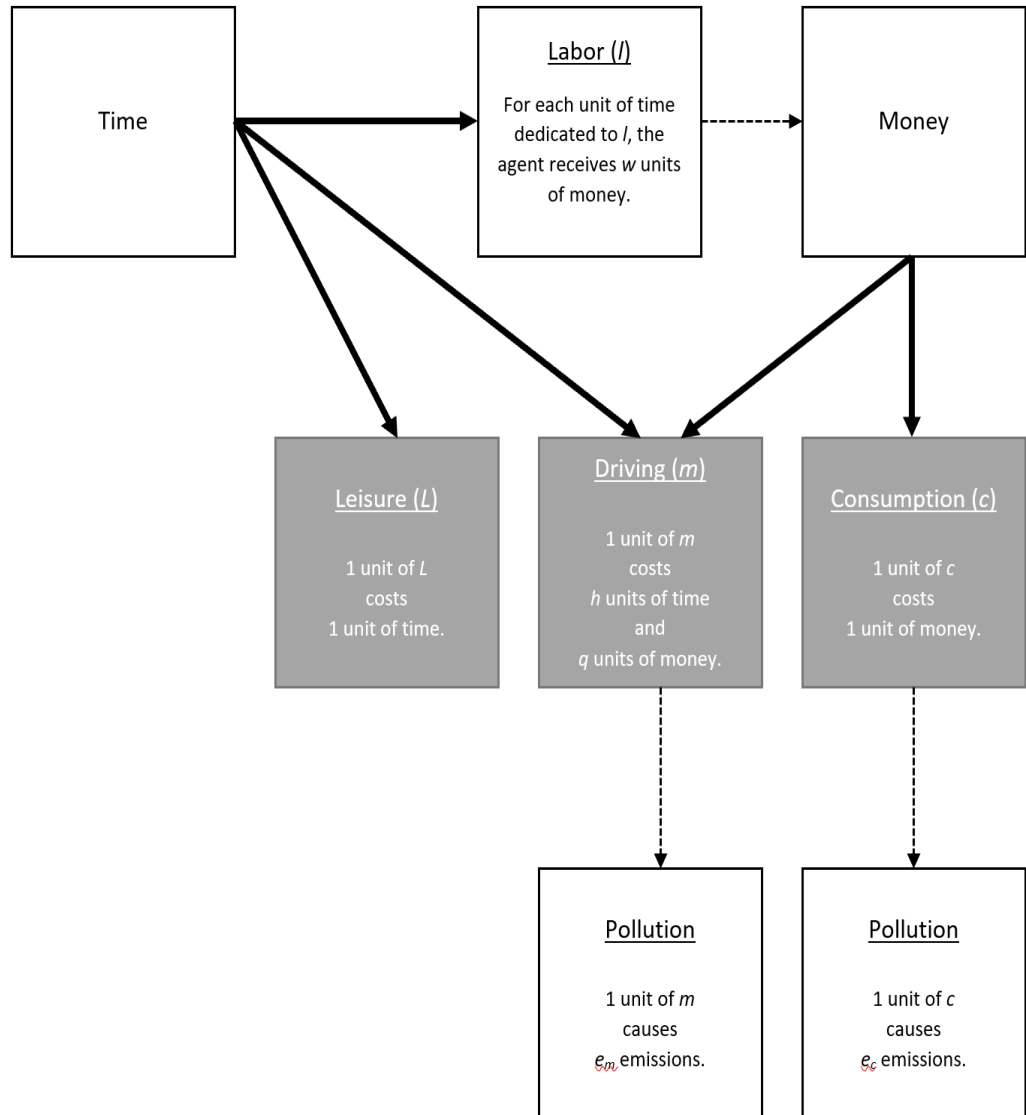 Time
Labor (l)
For each unit of time
dedicated to l, the
agent receives w units
of money.
Money
Leisure (L)
1 unit of L
costs
1 unit of time.
Driving (m)
1 unit of m
costs
h units of time
and
q units of money.
Consumption (c)
1 unit of c
costs
1 unit of money.
Pollution
1 unit of m
causes
em emissions.
Pollution
1 unit of c
causes
ec emissions.